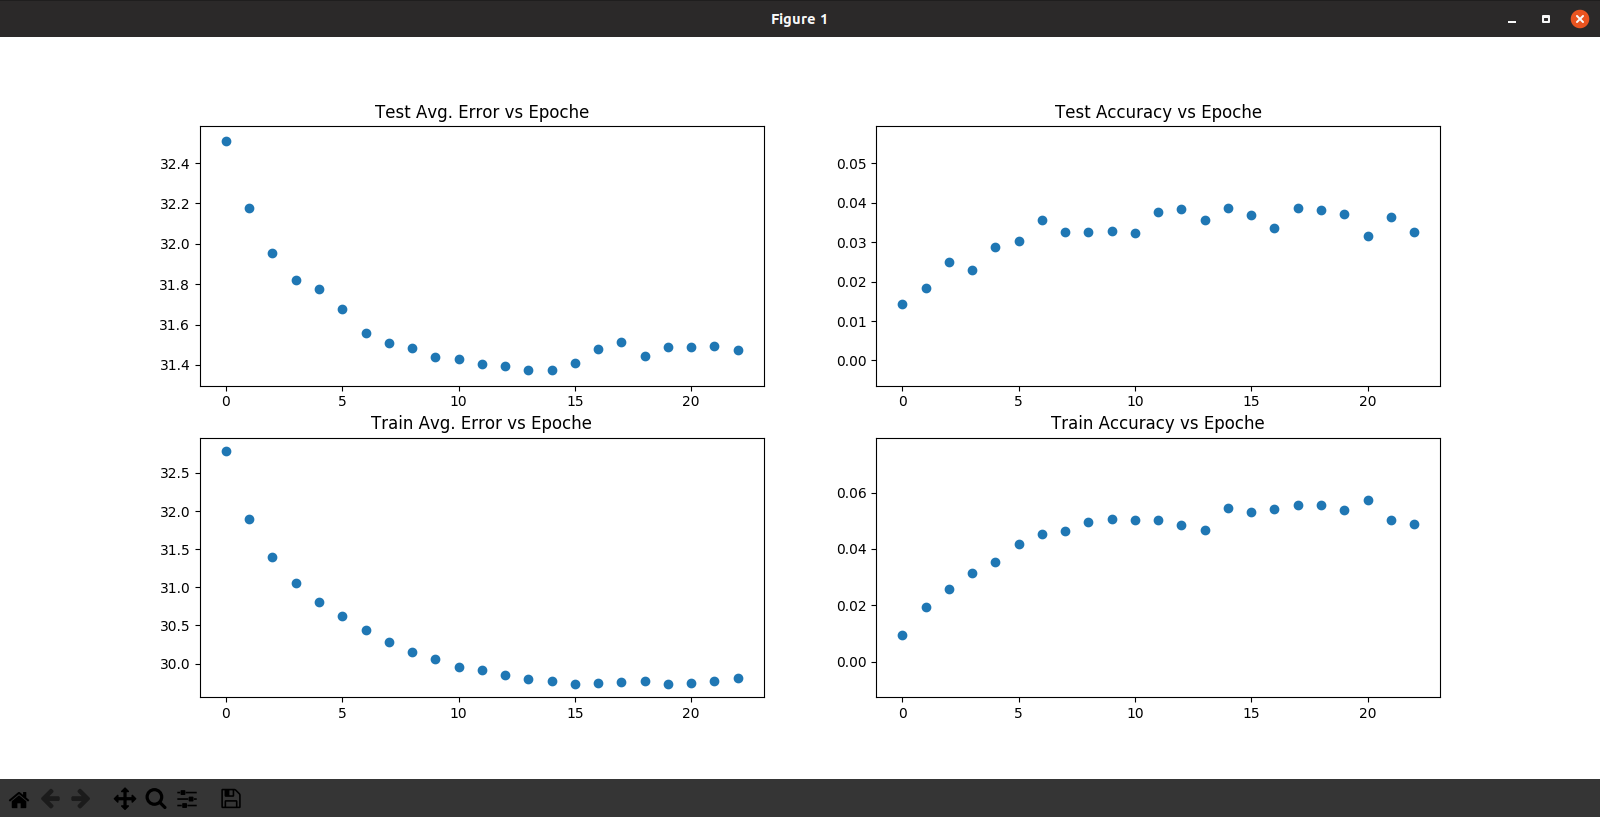 Figure 1
Test Avg. Error vs Epoche
32.4
32.2
32.0
31.8
31.6
31.4
0 5 10 15 20
Test Accuracy vs Epoche
0.05
0.04
0.03
0.02
0.01
0.00
0 5 10 15 20
Train Avg. Error vs Epoche
32.5
32.0
31.5
31.0
30.5
30.0
0 5 10 15 20
Train Accuracy vs Epoche
0.06
0.04
0.02
0.00
0 5 10 15 20